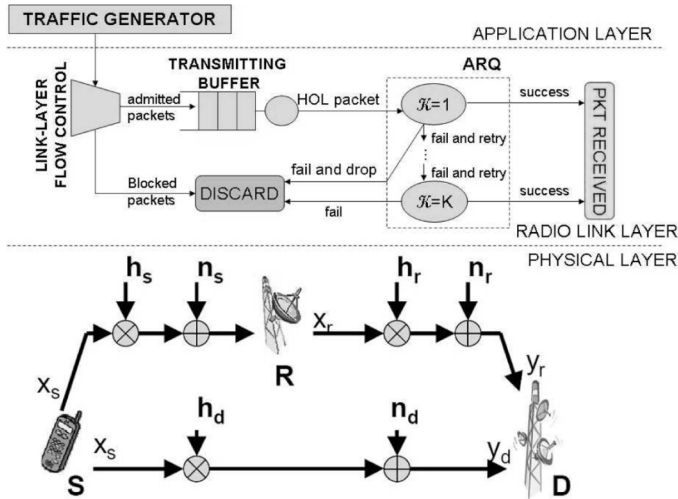 TRAFFIC GENERATOR
APPLICATION LAYER
LINK-LAYER
FLOW CONTROL
TRANSMITTING
BUFFER
ARQ
admitted
packets
HOL packet
𝒦=1
success
PKT RECEIVED
fail and retry
fail and retry
fail and drop
Blocked
packets
DISCARD
fail
𝒦=K
success
RADIO LINK LAYER
PHYSICAL LAYER
hs
ns
hr
nr
xr
R
yr
xs
hd
nd
xs
yd
S
D